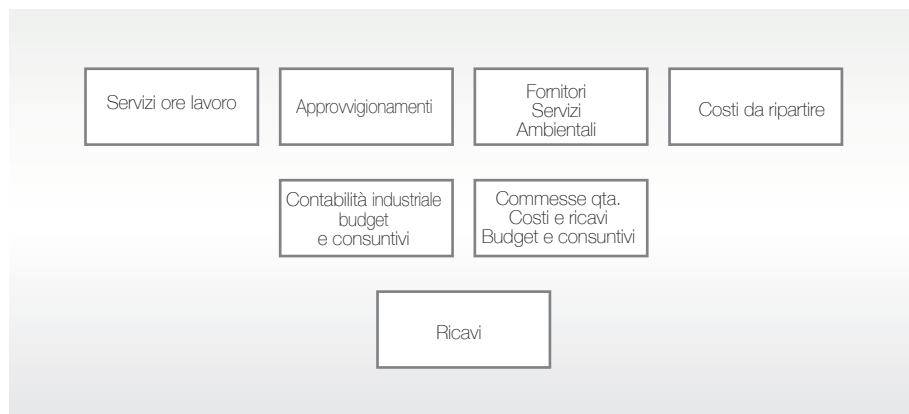 Servizi ore lavoro
Approvvigionamenti
Fornitori
Servizi
Ambientali
Costi da ripartire
Contabilità industriale
budget
e consuntivi
Commesse qta.
Costi e ricavi
Budget e consuntivi
Ricavi